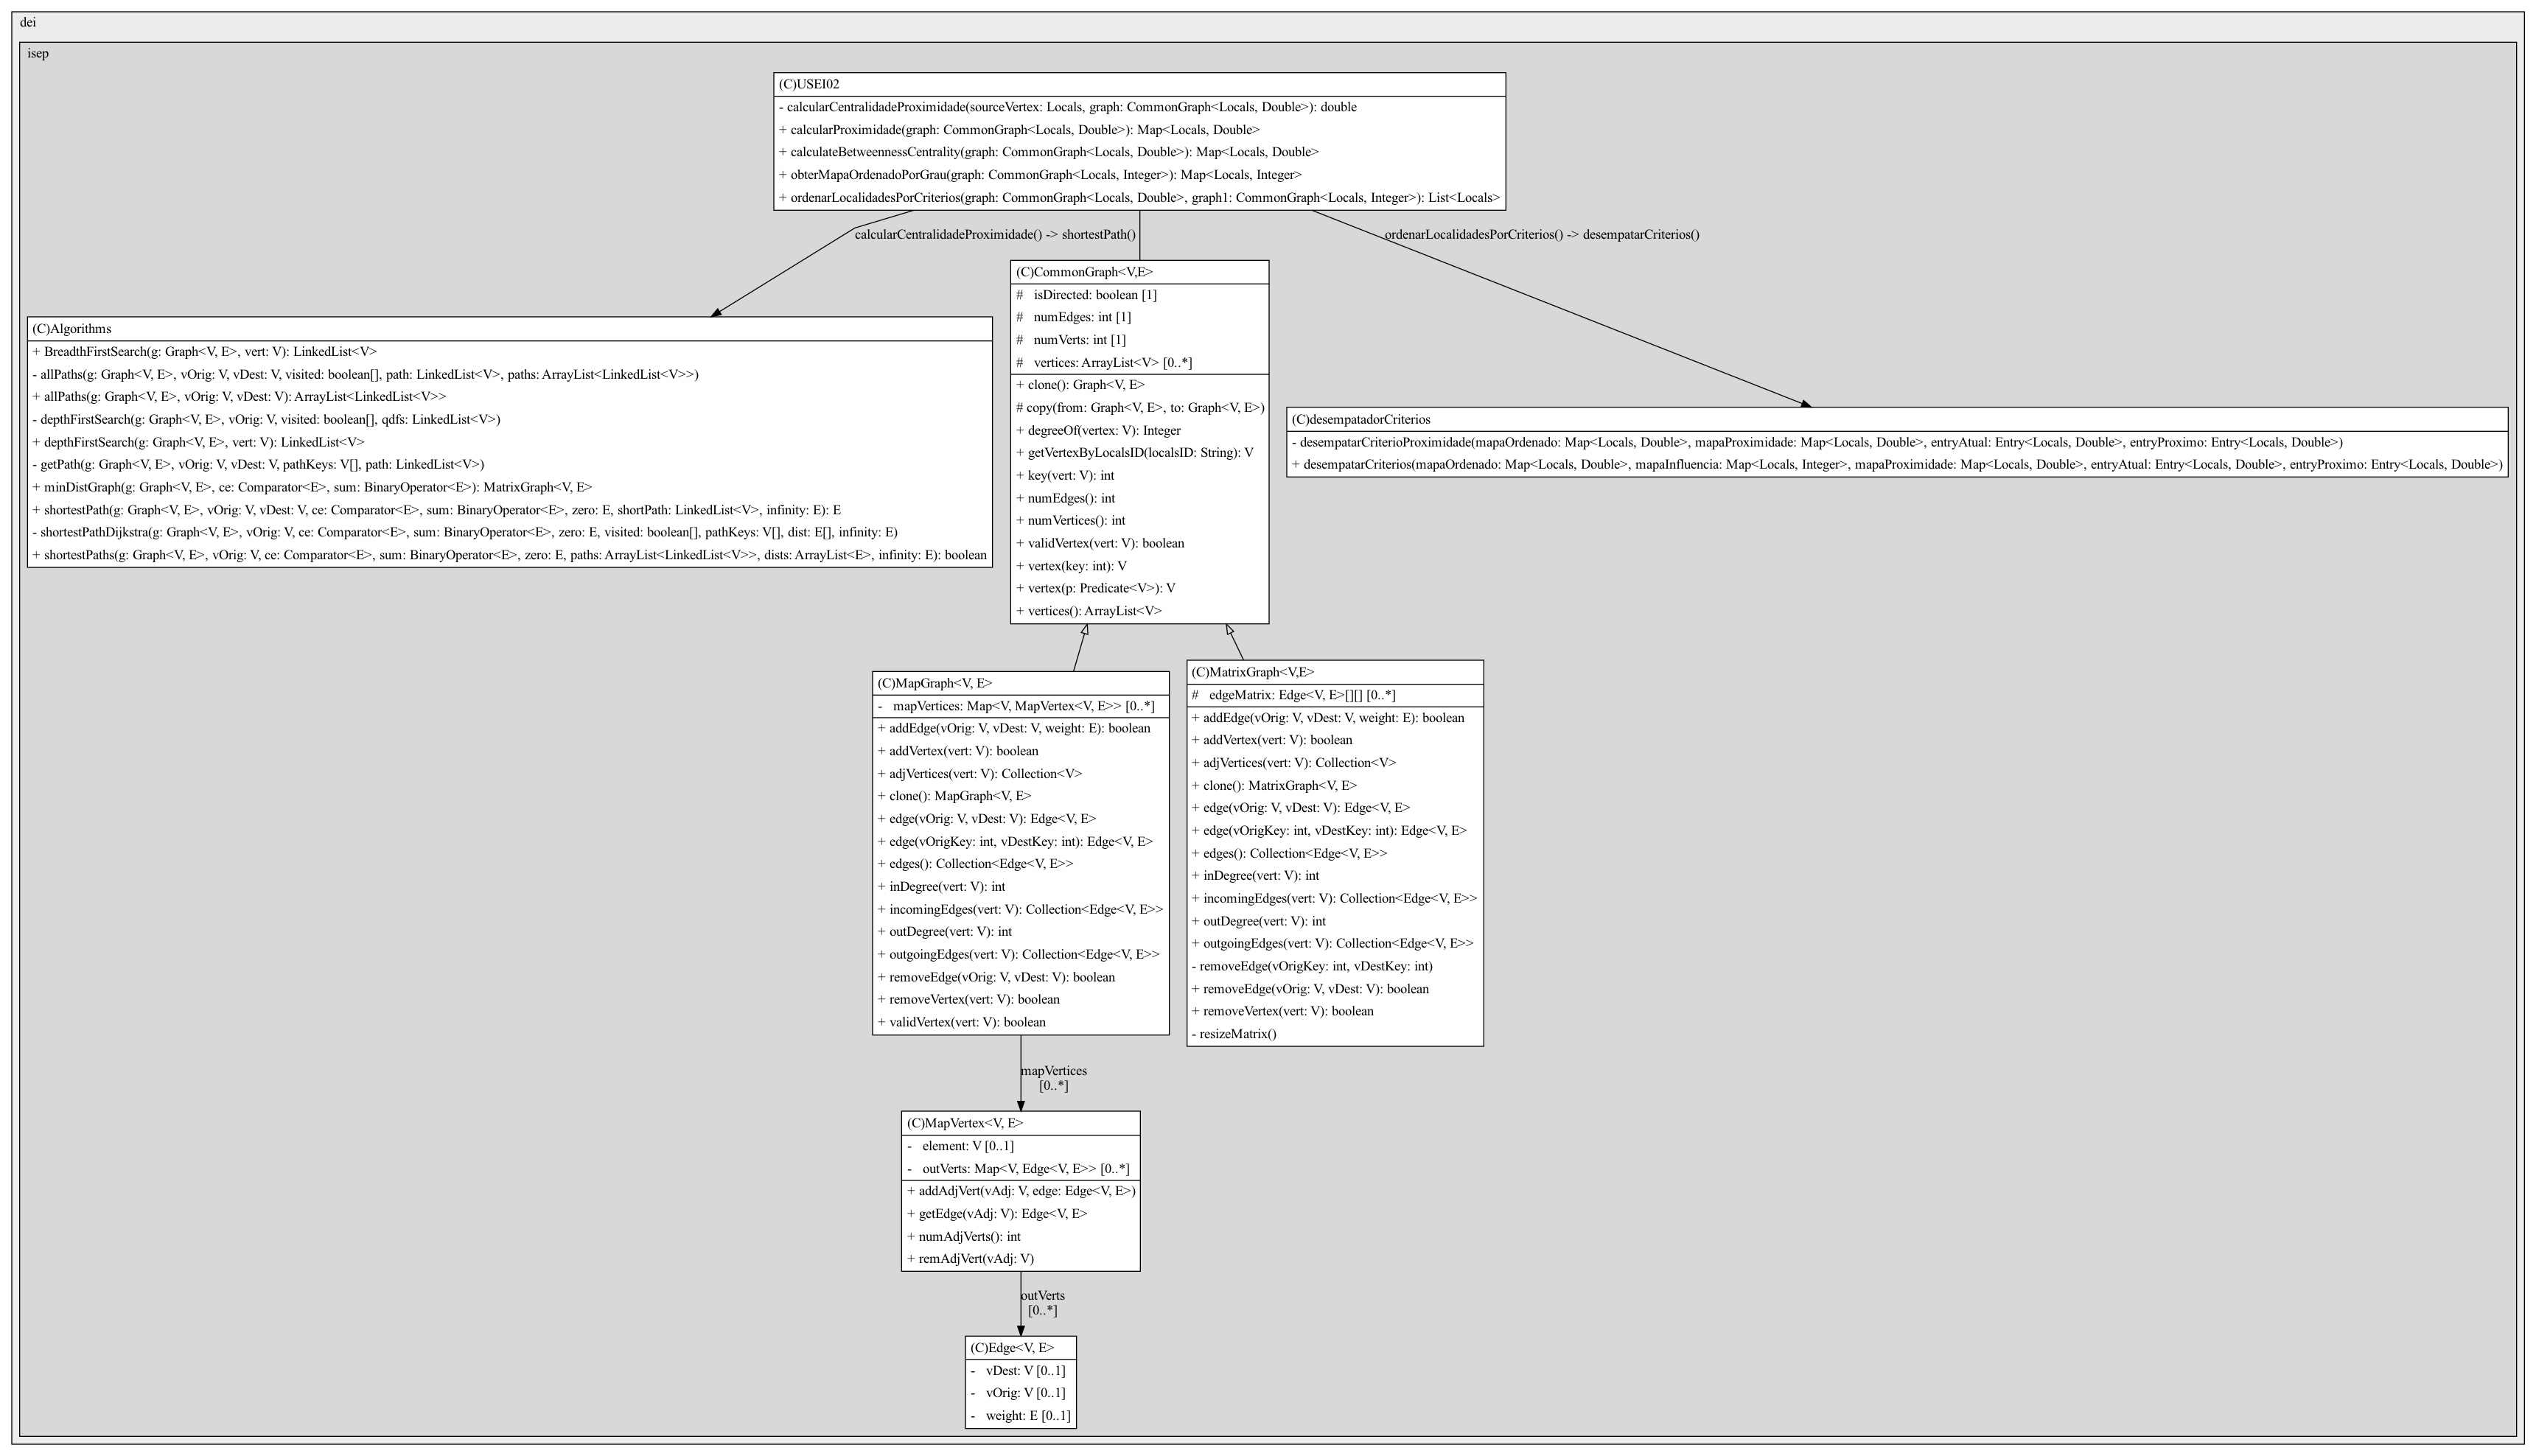 dei
isep
(C)USEI02
- calcularCentralidadeProximidade(sourceVertex: Locals, graph: CommonGraph<Locals, Double>): double
+ calcularProximidade(graph: CommonGraph<Locals, Double>): Map<Locals, Double>
+ calculateBetweennessCentrality(graph: CommonGraph<Locals, Double>): Map<Locals, Double>
+ obterMapaOrdenadoPorGrau(graph: CommonGraph<Locals, Integer>): Map<Locals, Integer>
+ ordenarLocalidadesPorCriterios(graph: CommonGraph<Locals, Double>, graph1: CommonGraph<Locals, Integer>): List<Locals>
calcularCentralidadeProximidade() -> shortestPath()
ordenarLocalidadesPorCriterios() -> desempatarCriterios()
(C)Algorithms
+ BreadthFirstSearch(g: Graph<V, E>, vert: V): LinkedList<V>
- allPaths(g: Graph<V, E>, vOrig: V, vDest: V, visited: boolean[], path: LinkedList<V>, paths: ArrayList<LinkedList<V>>)
+ allPaths(g: Graph<V, E>, vOrig: V, vDest: V): ArrayList<LinkedList<V>>
- depthFirstSearch(g: Graph<V, E>, vOrig: V, visited: boolean[], qdfs: LinkedList<V>)
+ depthFirstSearch(g: Graph<V, E>, vert: V): LinkedList<V>
- getPath(g: Graph<V, E>, vOrig: V, vDest: V, pathKeys: V[], path: LinkedList<V>)
+ minDistGraph(g: Graph<V, E>, ce: Comparator<E>, sum: BinaryOperator<E>): MatrixGraph<V, E>
+ shortestPath(g: Graph<V, E>, vOrig: V, vDest: V, ce: Comparator<E>, sum: BinaryOperator<E>, zero: E, shortPath: LinkedList<V>, infinity: E): E
- shortestPathDijkstra(g: Graph<V, E>, vOrig: V, ce: Comparator<E>, sum: BinaryOperator<E>, zero: E, visited: boolean[], pathKeys: V[], dist: E[], infinity: E)
+ shortestPaths(g: Graph<V, E>, vOrig: V, ce: Comparator<E>, sum: BinaryOperator<E>, zero: E, paths: ArrayList<LinkedList<V>>, dists: ArrayList<E>, infinity: E): boolean
(C)CommonGraph<V,E>
# isDirected: boolean [1]
# numEdges: int [1]
# numVerts: int [1]
# vertices: ArrayList<V> [0..*]
+ clone(): Graph<V, E>
# copy(from: Graph<V, E>, to: Graph<V, E>)
+ degreeOf(vertex: V): Integer
+ getVertexByLocalsID(localsID: String): V
+ key(vert: V): int
+ numEdges(): int
+ numVertices(): int
+ validVertex(vert: V): boolean
+ vertex(key: int): V
+ vertex(p: Predicate<V>): V
+ vertices(): ArrayList<V>
(C)desempatadorCriterios
- desempatarCriterioProximidade(mapaOrdenado: Map<Locals, Double>, mapaProximidade: Map<Locals, Double>, entryAtual: Entry<Locals, Double>, entryProximo: Entry<Locals, Double>)
+ desempatarCriterios(mapaOrdenado: Map<Locals, Double>, mapaInfluencia: Map<Locals, Integer>, mapaProximidade: Map<Locals, Double>, entryAtual: Entry<Locals, Double>, entryProximo: Entry<Locals, Double>)
(C)MapGraph<V, E>
- mapVertices: Map<V, MapVertex<V, E>> [0..*]
+ addEdge(vOrig: V, vDest: V, weight: E): boolean
+ addVertex(vert: V): boolean
+ adjVertices(vert: V): Collection<V>
+ clone(): MapGraph<V, E>
+ edge(vOrig: V, vDest: V): Edge<V, E>
+ edge(vOrigKey: int, vDestKey: int): Edge<V, E>
+ edges(): Collection<Edge<V, E>>
+ inDegree(vert: V): int
+ incomingEdges(vert: V): Collection<Edge<V, E>>
+ outDegree(vert: V): int
+ outgoingEdges(vert: V): Collection<Edge<V, E>>
+ removeEdge(vOrig: V, vDest: V): boolean
+ removeVertex(vert: V): boolean
+ validVertex(vert: V): boolean
(C)MatrixGraph<V,E>
# edgeMatrix: Edge<V, E>[][] [0..*]
+ addEdge(vOrig: V, vDest: V, weight: E): boolean
+ addVertex(vert: V): boolean
+ adjVertices(vert: V): Collection<V>
+ clone(): MatrixGraph<V, E>
+ edge(vOrig: V, vDest: V): Edge<V, E>
+ edge(vOrigKey: int, vDestKey: int): Edge<V, E>
+ edges(): Collection<Edge<V, E>>
+ inDegree(vert: V): int
+ incomingEdges(vert: V): Collection<Edge<V, E>>
+ outDegree(vert: V): int
+ outgoingEdges(vert: V): Collection<Edge<V, E>>
- removeEdge(vOrigKey: int, vDestKey: int)
+ removeEdge(vOrig: V, vDest: V): boolean
+ removeVertex(vert: V): boolean
- resizeMatrix()
mapVertices
[0..*]
(C)MapVertex<V, E>
- element: V [0..1]
- outVerts: Map<V, Edge<V, E>> [0..*]
+ addAdjVert(vAdj: V, edge: Edge<V, E>)
+ getEdge(vAdj: V): Edge<V, E>
+ numAdjVerts(): int
+ remAdjVert(vAdj: V)
outVerts
[0..*]
(C)Edge<V, E>
- vDest: V [0..1]
- vOrig: V [0..1]
- weight: E [0..1]